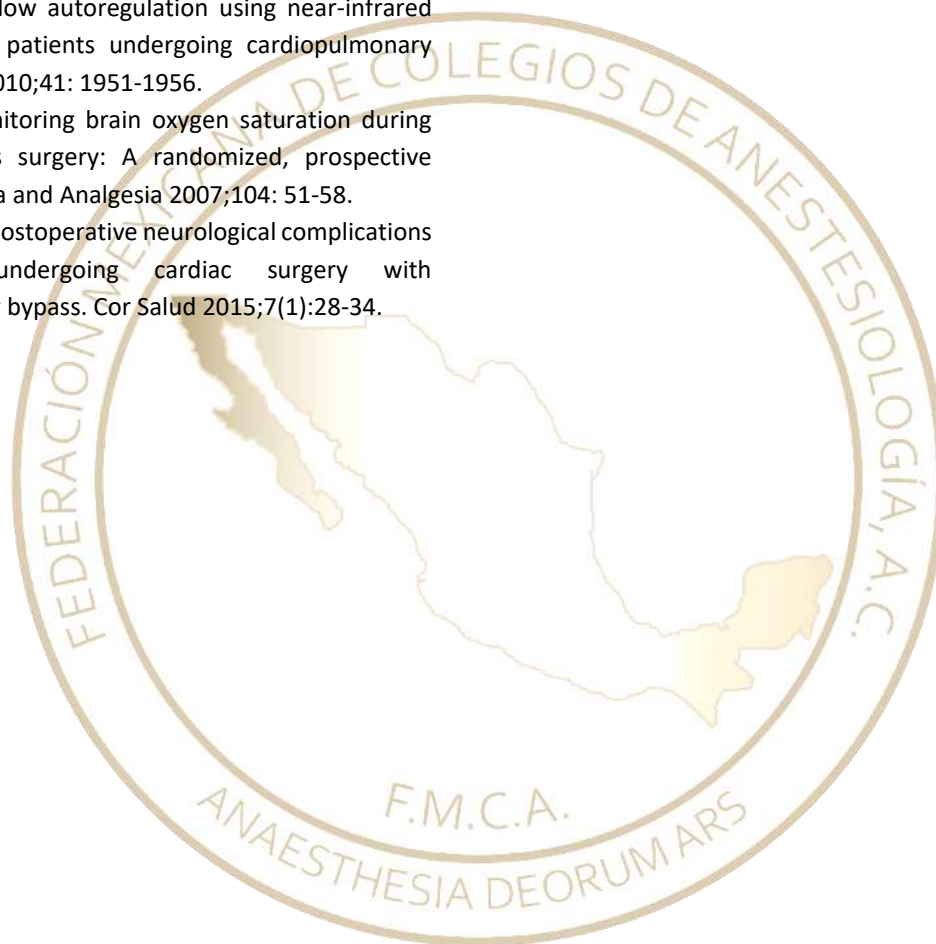 low autoregulation using near-infrared
patients undergoing cardiopulmonary
010;41: 1951-1956.
nitoring brain oxygen saturation during
s surgery: A randomized, prospective
a and Analgesia 2007;104: 51-58.
ostoperative neurological complications
undergoing cardiac surgery with
bypass. Cor Salud 2015;7(1):28-34.
FEDERACIÓN MEXICANA DE COLEGIOS DE ANESTESIOLOGÍA, A.C.
F.M.C.A.
ANAESTHESIA DEORUM ARS